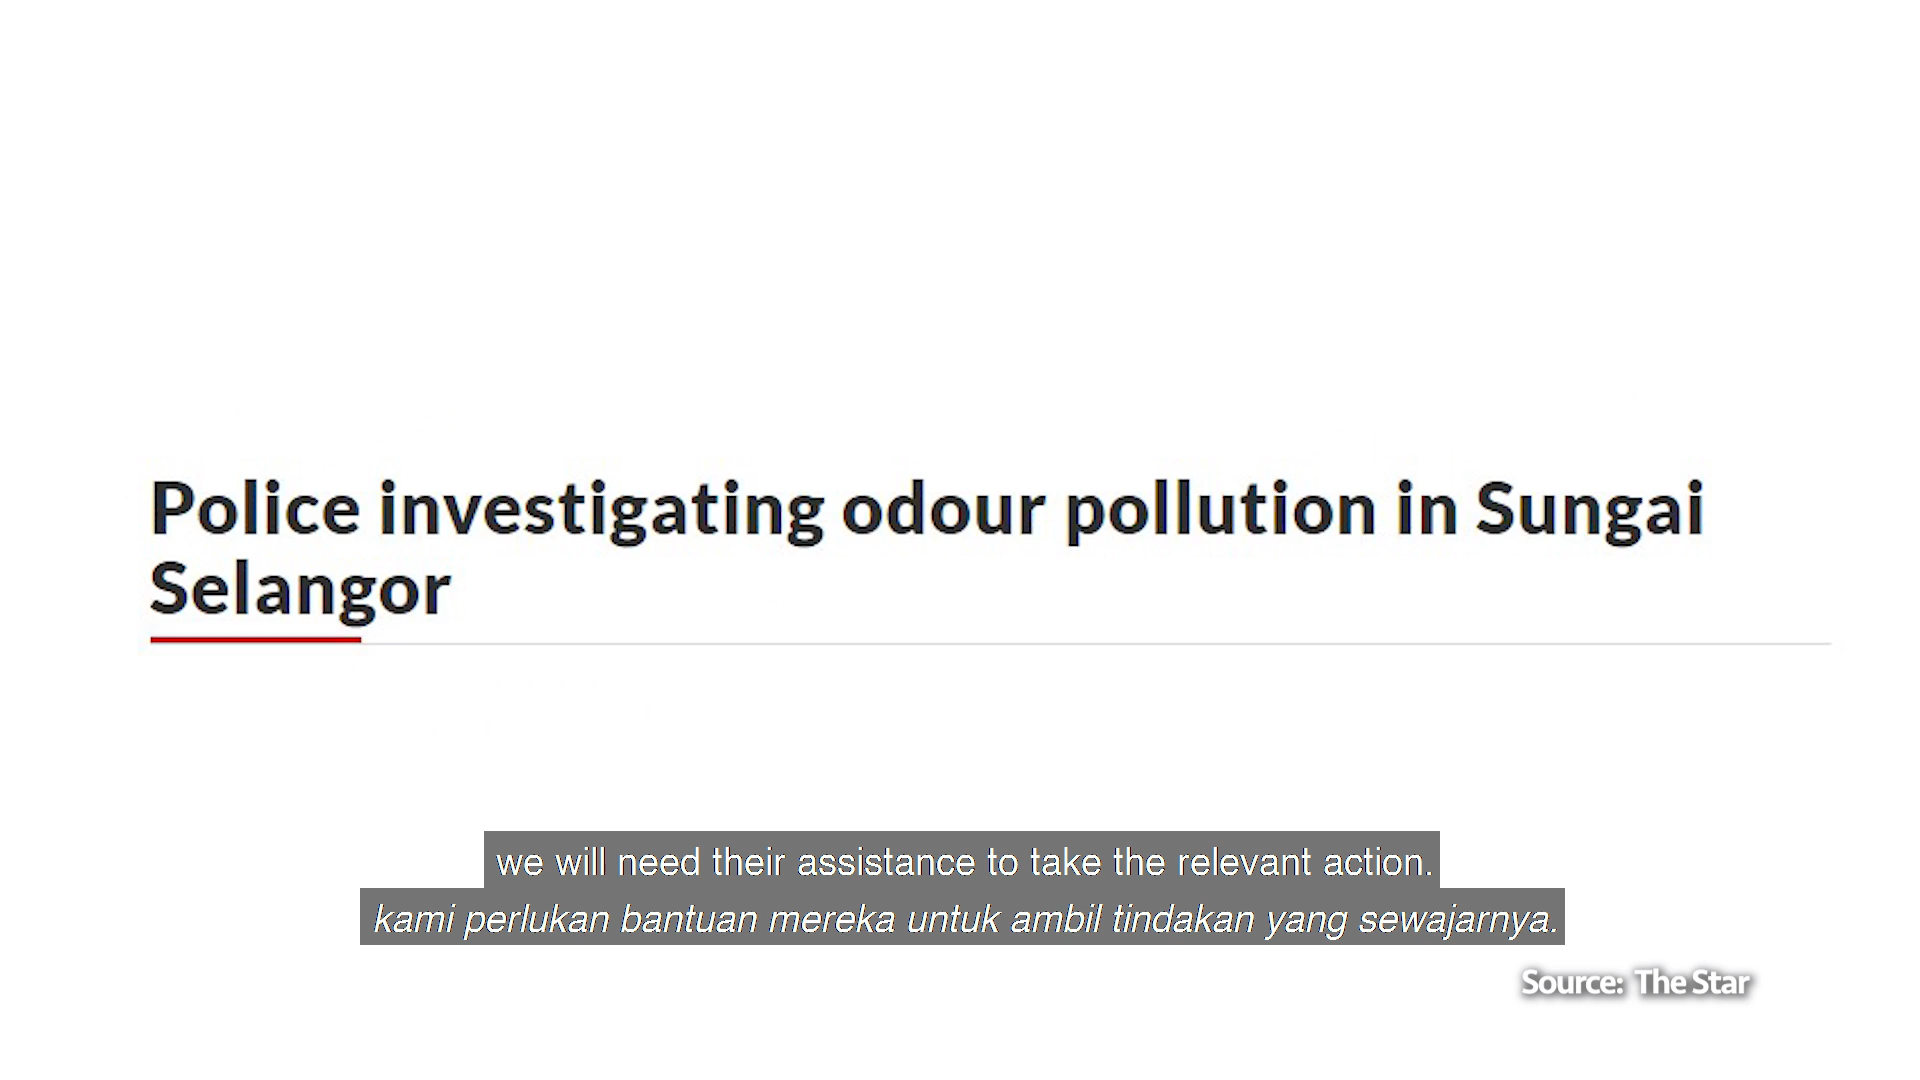 Police investigating odour pollution in Sungai
Selangor
we will need their assistance to take the relevant action.
kami perlukan bantuan mereka untuk ambil tindakan yang sewajarnya.
Source: The Star